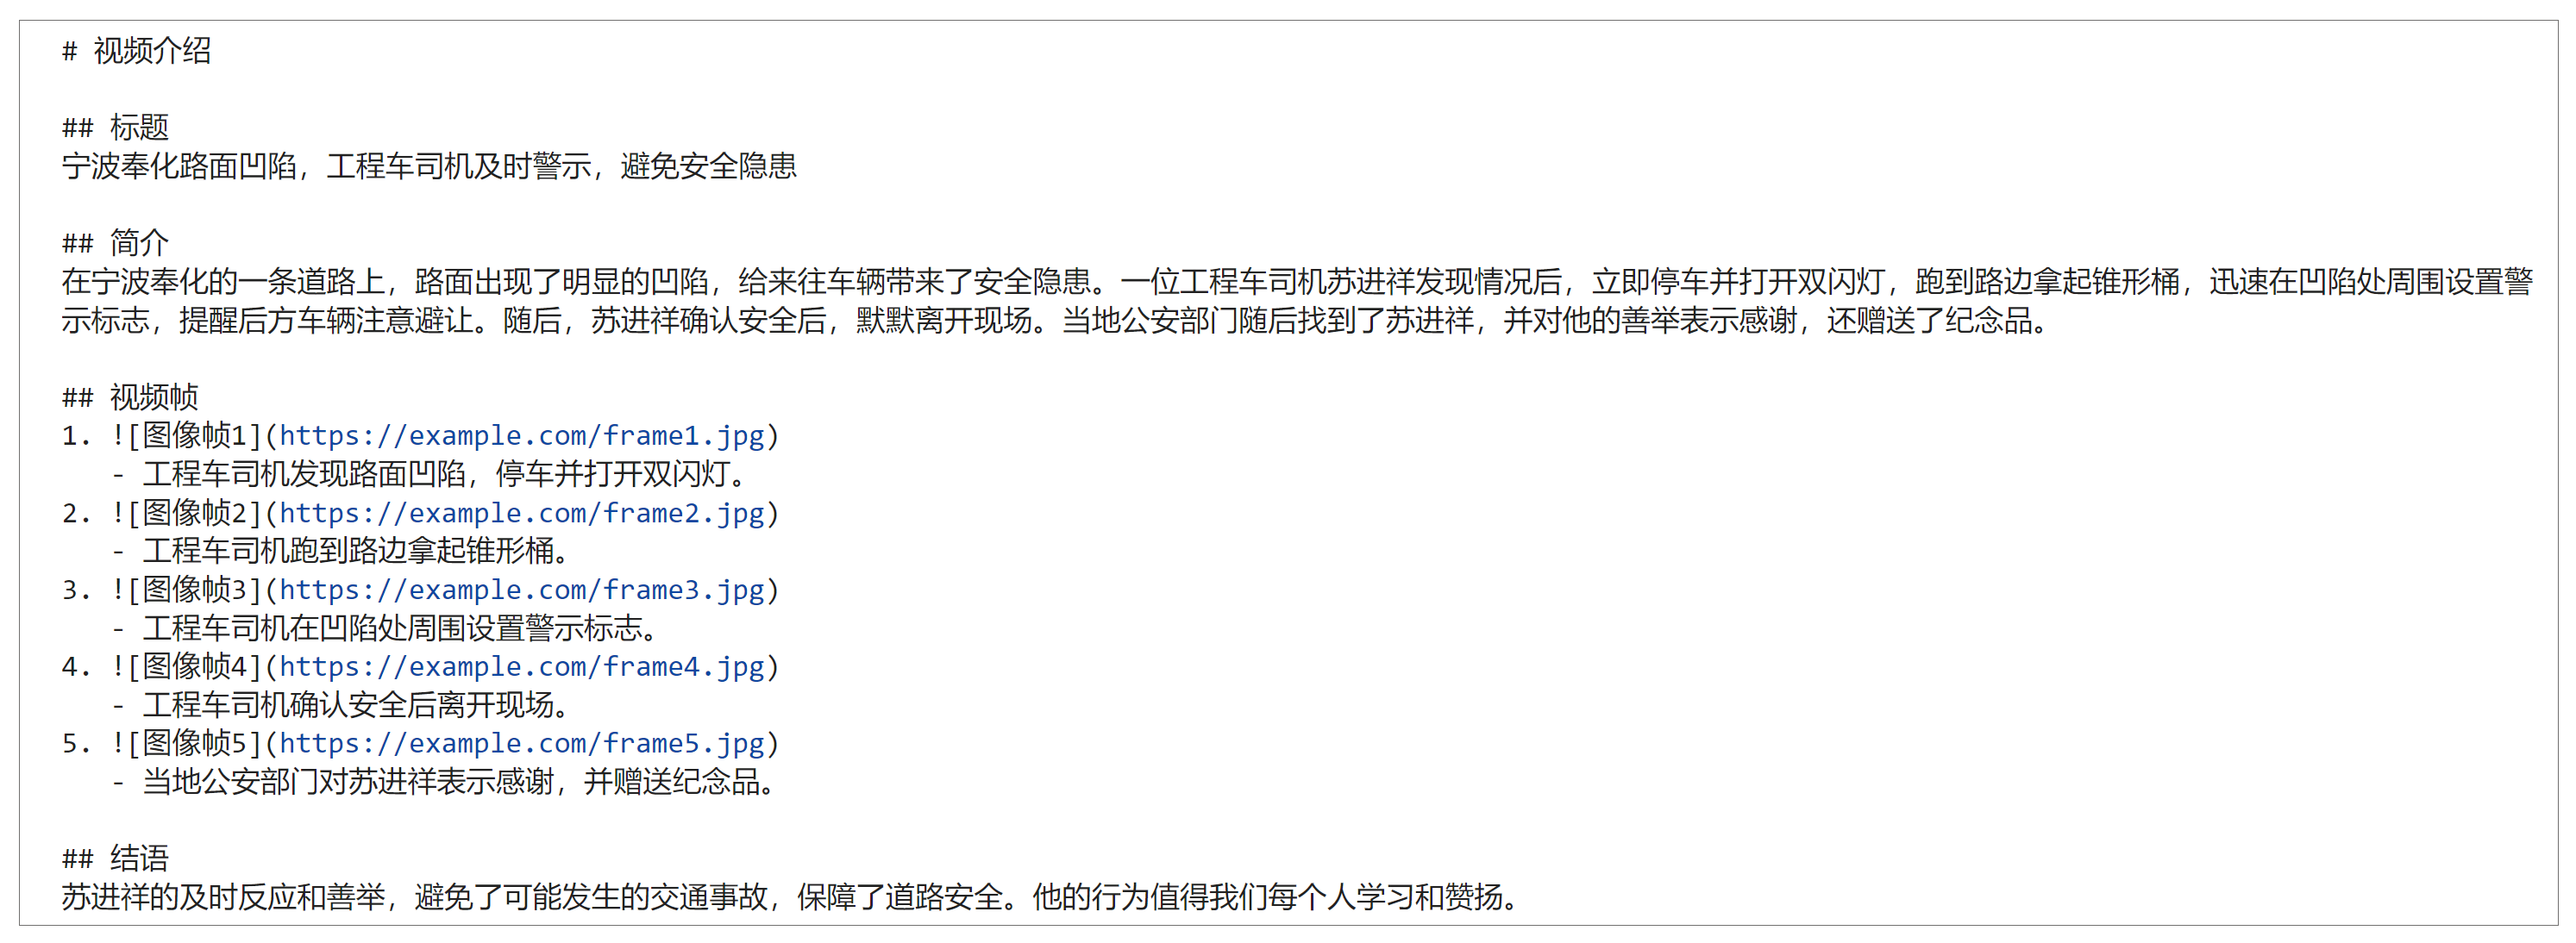 # 视频介绍
## 标题
宁波奉化路面凹陷，工程车司机及时警示，避免安全隐患
## 简介
在宁波奉化的一条道路上，路面出现了明显的凹陷，给来往车辆带来了安全隐患。一位工程车司机苏进祥发现情况后，立即停车并打开双闪灯，跑到路边拿起锥形桶，迅速在凹陷处周围设置警
示标志，提醒后方车辆注意避让。随后，苏进祥确认安全后，默默离开现场。当地公安部门随后找到了苏进祥，并对他的善举表示感谢，还赠送了纪念品。
## 视频帧
1. ![图像帧1](https://example.com/frame1.jpg)
- 工程车司机发现路面凹陷，停车并打开双闪灯。
2. ![图像帧2](https://example.com/frame2.jpg)
- 工程车司机跑到路边拿起锥形桶。
3. ![图像帧3](https://example.com/frame3.jpg)
- 工程车司机在凹陷处周围设置警示标志。
4. ![图像帧4](https://example.com/frame4.jpg)
- 工程车司机确认安全后离开现场。
5. ![图像帧5](https://example.com/frame5.jpg)
- 当地公安部门对苏进祥表示感谢，并赠送纪念品。
## 结语
苏进祥的及时反应和善举，避免了可能发生的交通事故，保障了道路安全。他的行为值得我们每个人学习和赞扬。